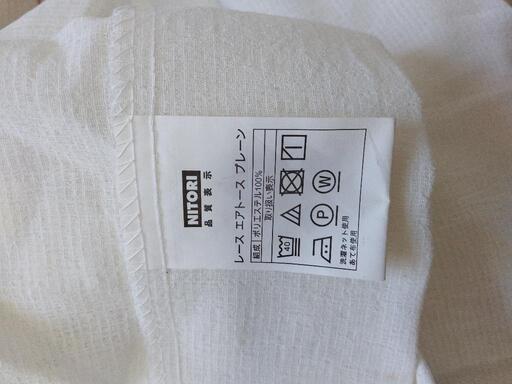 NITORI
品質表示
レース エアトース プレーン
組成 ポリエステル100%
取り扱い表示
40
P W
洗濯ネット使用
あて布使用